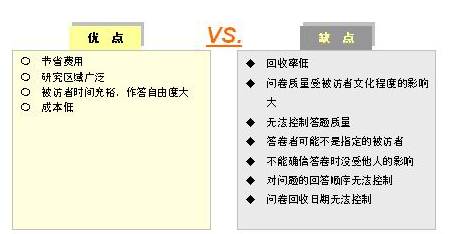 优 点
VS.
缺 点
○ 节省费用
○ 研究区域广泛
○ 被访者时间充裕，作答自由度大
○ 成本低
◆ 回收率低
◆ 问卷质量受被访者文化程度的影响
大
◆ 无法控制答题质量
◆ 答卷者可能不是指定的被访者
◆ 不能确信答卷时没受他人的影响
◆ 对问题的回答顺序无法控制
◆ 问卷回收日期无法控制